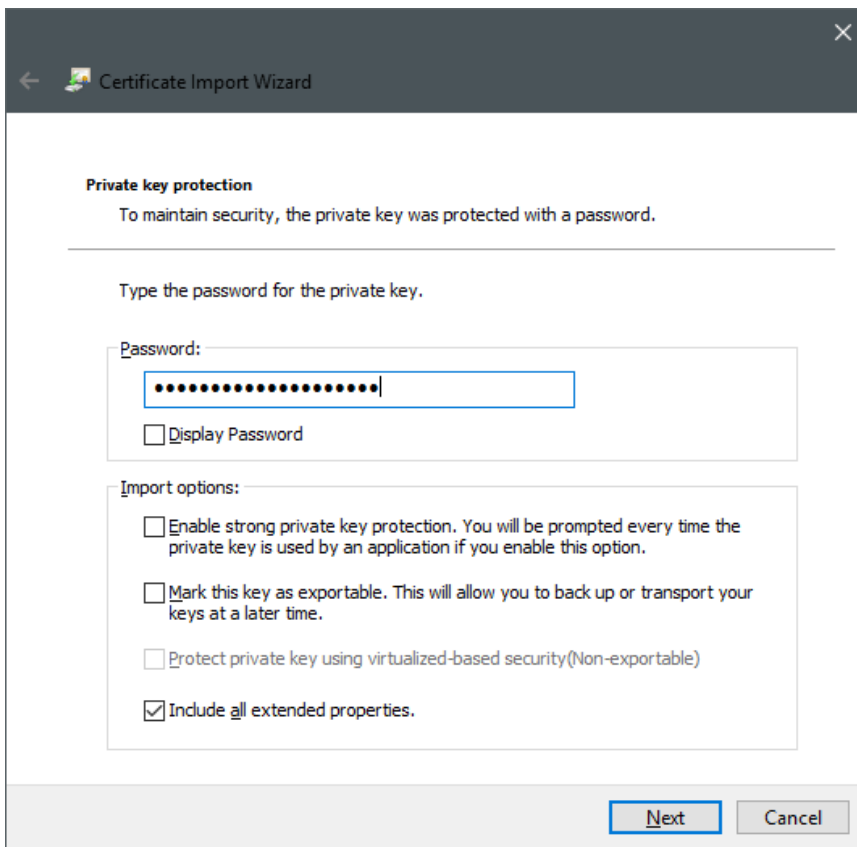 Certificate Import Wizard
Private key protection
To maintain security, the private key was protected with a password.
Type the password for the private key.
Password:
••••••••••••••••••••
Display Password
Import options:
Enable strong private key protection. You will be prompted every time the
private key is used by an application if you enable this option.
Mark this key as exportable. This will allow you to back up or transport your
keys at a later time.
Protect private key using virtualized-based security(Non-exportable)
Include all extended properties.
Next
Cancel